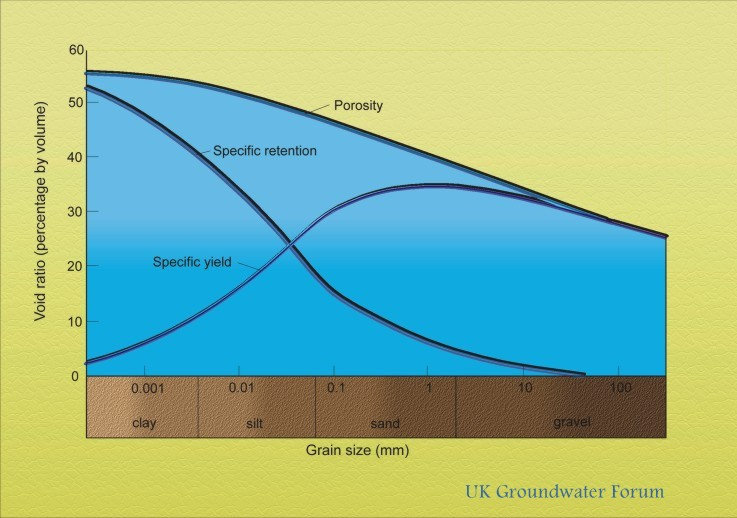 60
50
40
30
20
10
0
Void ratio (percentage by volume)
Porosity
Specific retention
Specific yield
0.001 0.01 0.1 1 10 100
clay silt sand gravel
Grain size (mm)
UK Groundwater Forum